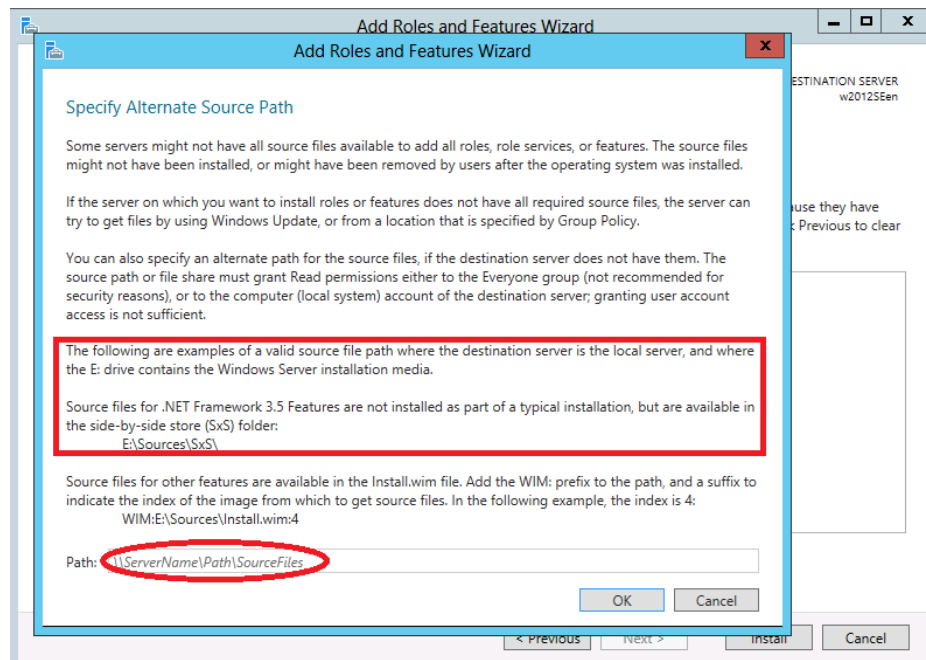 Add Roles and Features Wizard
Add Roles and Features Wizard
x
x
ESTINATION SERVER
w2012SEen
Specify Alternate Source Path
Some servers might not have all source files available to add all roles, role services, or features. The source files
might not have been installed, or might have been removed by users after the operating system was installed.
If the server on which you want to install roles or features does not have all required source files, the server can
try to get files by using Windows Update, or from a location that is specified by Group Policy.
ause they have
k Previous to clear
You can also specify an alternate path for the source files, if the destination server does not have them. The
source path or file share must grant Read permissions either to the Everyone group (not recommended for
security reasons), or to the computer (local system) account of the destination server; granting user account
access is not sufficient.
The following are examples of a valid source file path where the destination server is the local server, and where
the E: drive contains the Windows Server installation media.
Source files for .NET Framework 3.5 Features are not installed as part of a typical installation, but are available in
the side-by-side store (SxS) folder:
E:\Sources\SxS\
Source files for other features are available in the Install.wim file. Add the WIM: prefix to the path, and a suffix to
indicate the index of the image from which to get source files. In the following example, the index is 4:
WIM:E:\Sources\Install.wim:4
Path: \\ServerName\Path\SourceFiles
OK Cancel
< Previous Next > Install Cancel